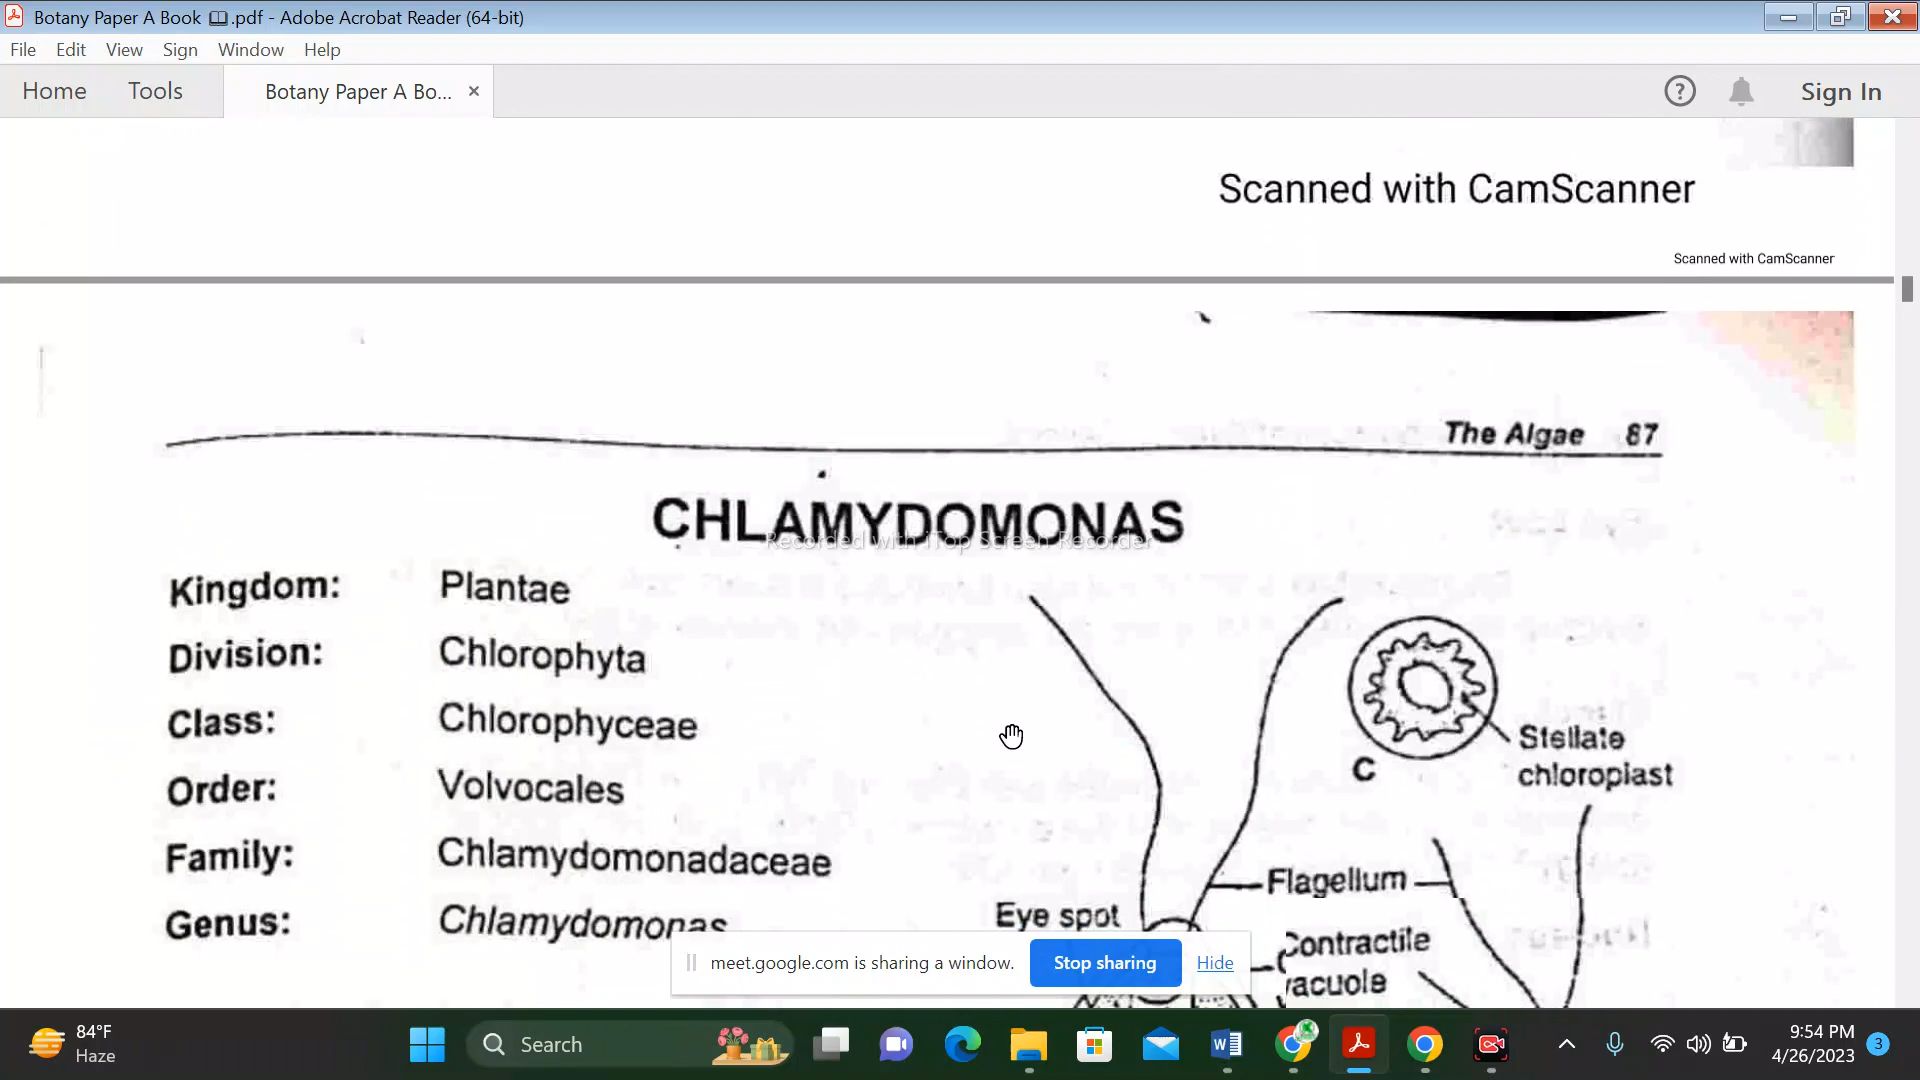 Botany Paper A Book 📖.pdf - Adobe Acrobat Reader (64-bit)
File Edit View Sign Window Help
Home Tools Botany Paper A Bo... × Sign In
Scanned with CamScanner
Scanned with CamScanner
The Algae 87
CHLAMYDOMONAS
Recorded with iTop Screen Recorder
Kingdom: Plantae
Division: Chlorophyta
Class: Chlorophyceae
Order: Volvocales
Family: Chlamydomonadaceae
Genus: Chlamydomonas
Stellate
chloroplast
C
Flagellum
Eye spot
Contractile
vacuole
meet.google.com is sharing a window. Stop sharing Hide
84°F
Haze
Search
9:54 PM
4/26/2023
3